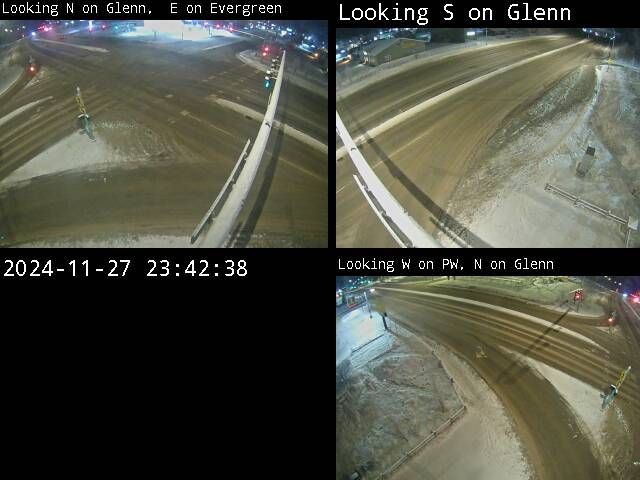 Looking N on Glenn,  E on Evergreen
Looking S on Glenn
2024-11-27 23:42:38
Looking W on PW, N on Glenn